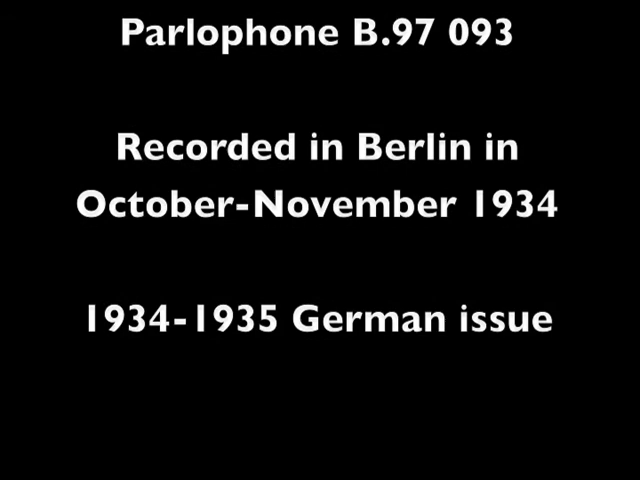 Parlophone B.97 093
Recorded in Berlin in
October-November 1934
1934-1935 German issue